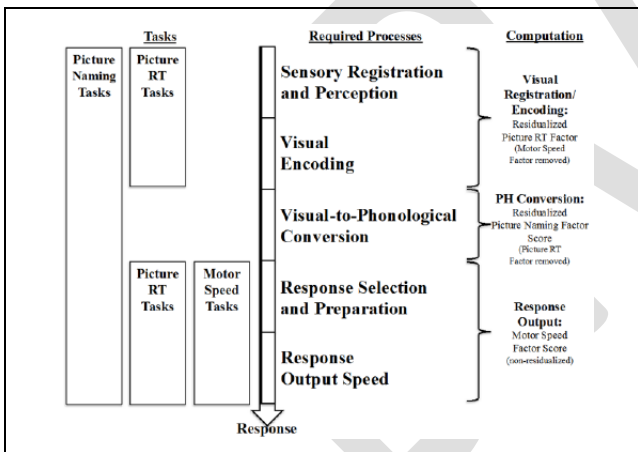 Tasks
Required Processes
Computation
Picture
Naming
Tasks
Picture
RT
Tasks
Sensory Registration
and Perception
Visual
Encoding
Visual-to-Phonological
Conversion
Picture
RT
Tasks
Motor
Speed
Tasks
Response Selection
and Preparation
Response
Output Speed
Response
Visual
Registration/
Encoding:
Residualized
Picture RT Factor
(Motor Speed
Factor removed)
PH Conversion:
Residualized
Picture Naming Factor
Score
(Picture RT
Factor removed)
Response
Output:
Motor Speed
Factor Score
(non-residualized)